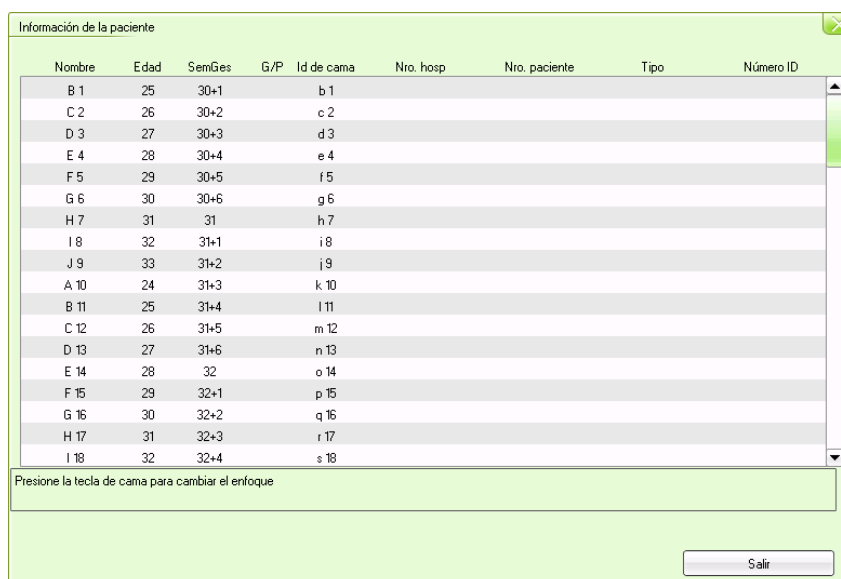 Información de la paciente
Nombre Edad SemGes G/P Id de cama Nro. hosp Nro. paciente Tipo Número ID
B 1 25 30+1 b 1
C 2 26 30+2 c 2
D 3 27 30+3 d 3
E 4 28 30+4 e 4
F 5 29 30+5 f 5
G 6 30 30+6 g 6
H 7 31 31 h 7
I 8 32 31+1 i 8
J 9 33 31+2 j 9
A 10 24 31+3 k 10
B 11 25 31+4 l 11
C 12 26 31+5 m 12
D 13 27 31+6 n 13
E 14 28 32 o 14
F 15 29 32+1 p 15
G 16 30 32+2 q 16
H 17 31 32+3 r 17
I 18 32 32+4 s 18
Presione la tecla de cama para cambiar el enfoque
Salir